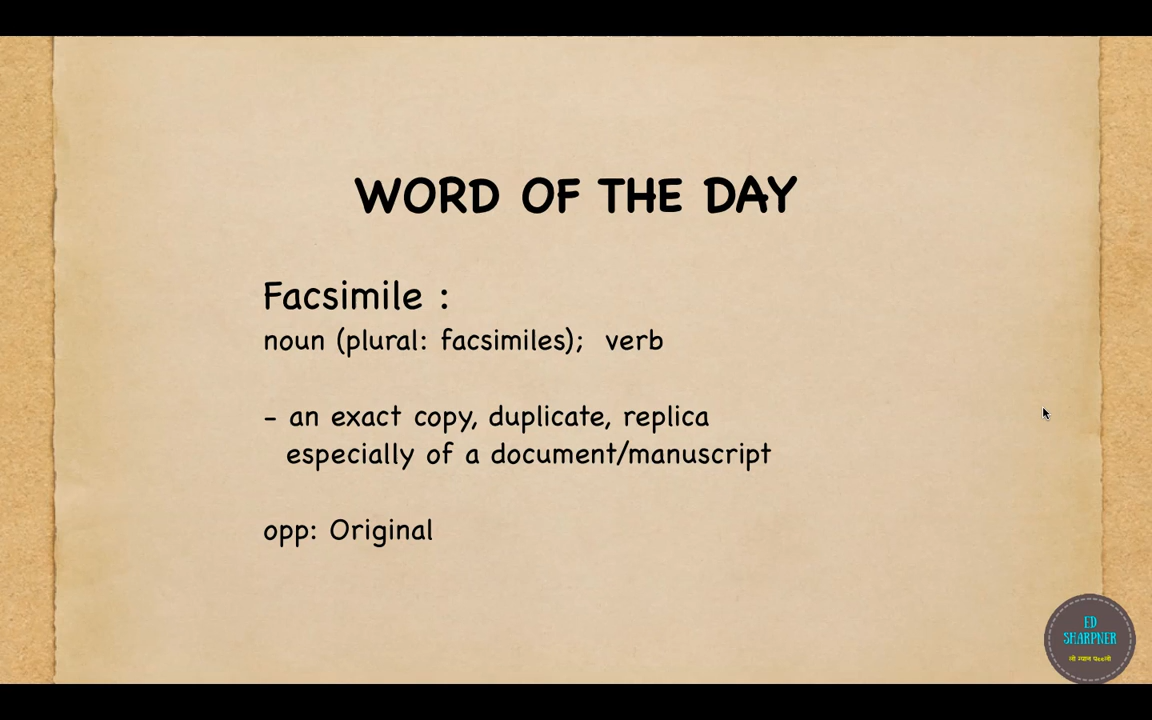 WORD OF THE DAY
Facsimile :
noun (plural: facsimiles); verb
- an exact copy, duplicate, replica
especially of a document/manuscript
opp: Original
ED
SHARPNER